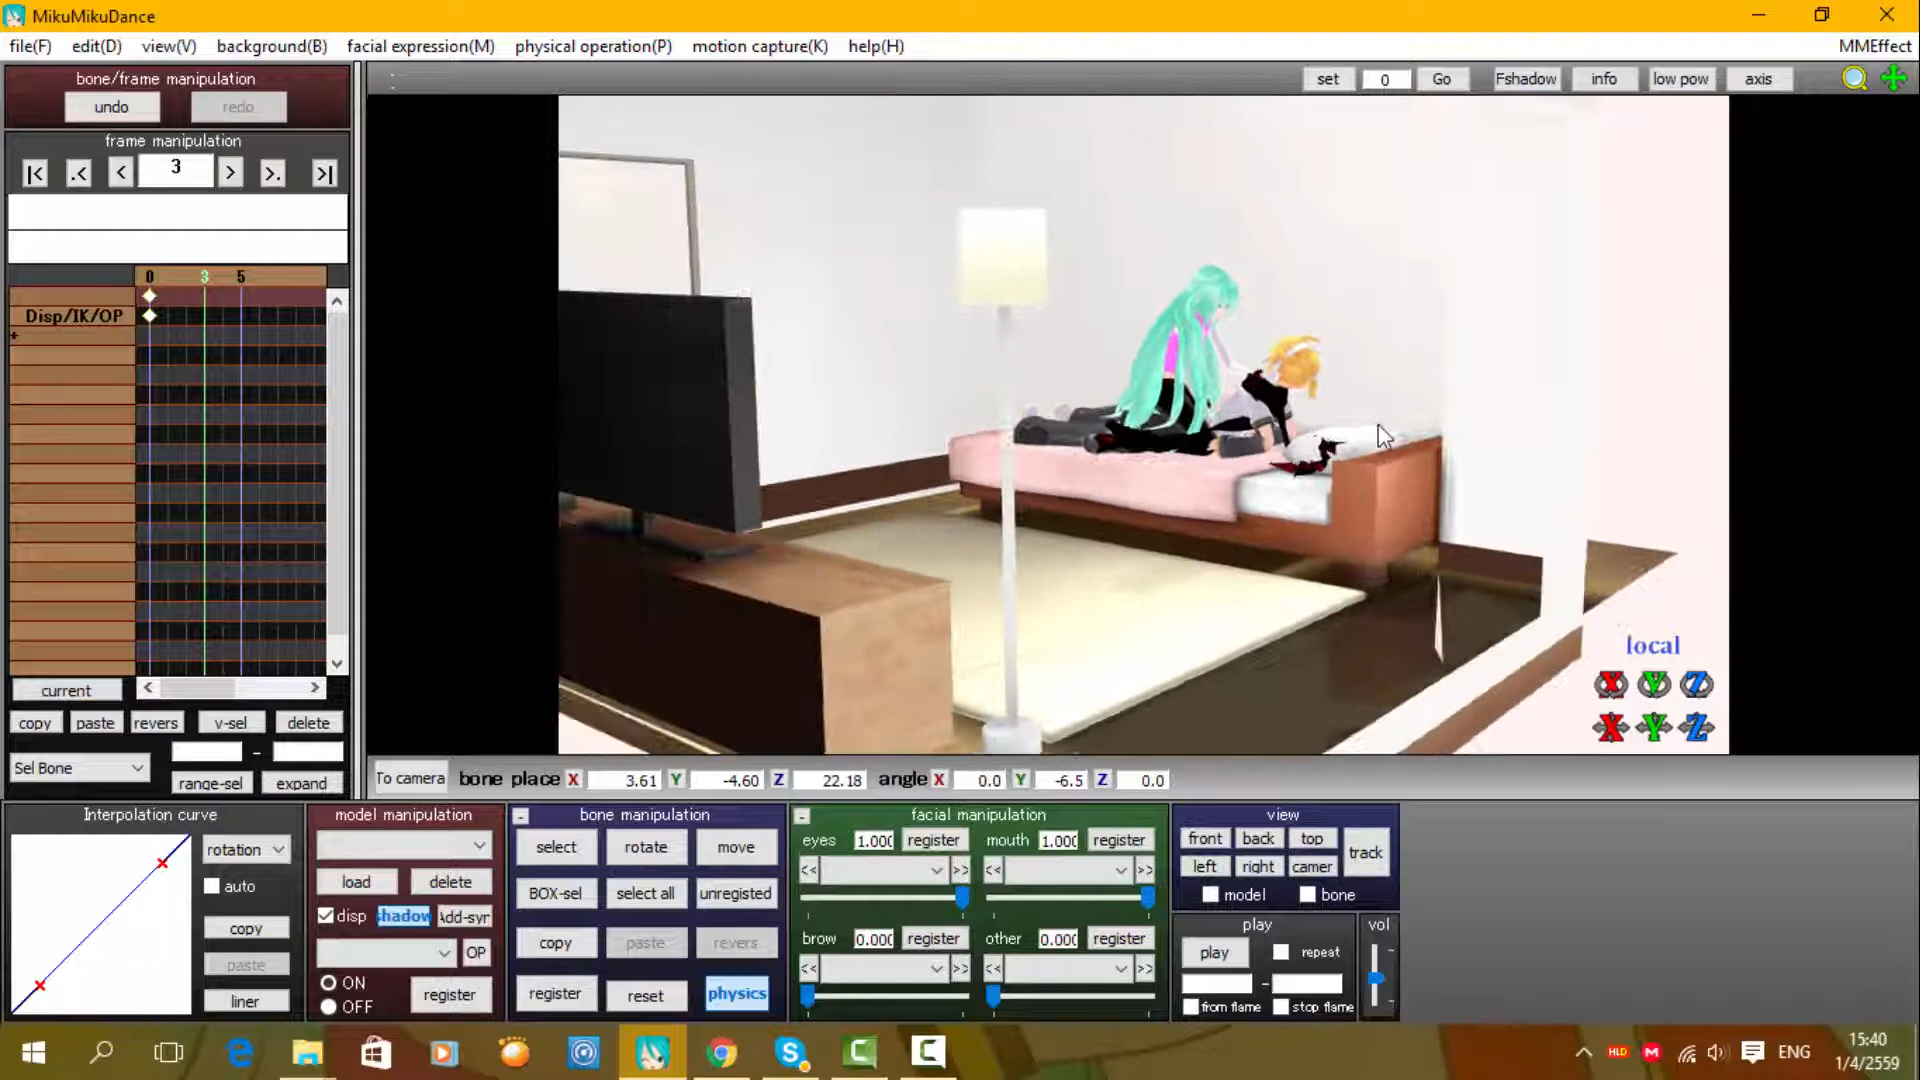 MikuMikuDance
file(F) edit(D) view(V) background(B) facial expression(M) physical operation(P) motion capture(K) help(H) MMEffect
bone/frame manipulation
undo redo
set 0 Go Fshadow info low pow axis
frame manipulation
|< .< < 3 > >. >|
0 3 5
Disp/IK/OP
+
local
X Y Z
X Y Z
current < >
copy paste revers v-sel delete
-
Sel Bone
range-sel expand
To camera bone place X 3.61 Y -4.60 Z 22.18 angle X 0.0 Y -6.5 Z 0.0
Interpolation curve
rotation
auto
copy
paste
liner
model manipulation
load delete
disp shadow Add-syn
OP
ON
OFF
register
- bone manipulation
select rotate move
BOX-sel select all unregisted
copy paste revers
register reset physics
- facial manipulation
eyes 1.000 register mouth 1.000 register
<< >> << >>
brow 0.000 register other 0.000 register
<< >> << >>
view
front back top
left right camer
track
model bone
play
play repeat
-
from flame stop flame
vol
HLD M ENG
15:40
1/4/2559